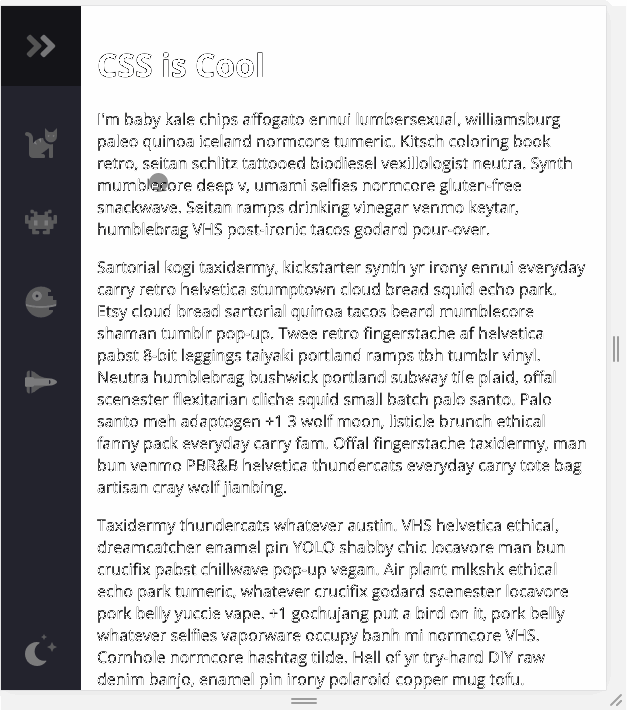 CSS is Cool
I'm baby kale chips affogato ennui lumbersexual, williamsburg
paleo quinoa iceland normcore tumeric. Kitsch coloring book
retro, seitan schlitz tattooed biodiesel vexillologist neutra. Synth
mumblecore deep v, umami selfies normcore gluten-free
snackwave. Seitan ramps drinking vinegar venmo keytar,
humblebrag VHS post-ironic tacos godard pour-over.
Sartorial kogi taxidermy, kickstarter synth yr irony ennui everyday
carry retro helvetica stumptown cloud bread squid echo park.
Etsy cloud bread sartorial quinoa tacos beard mumblecore
shaman tumblr pop-up. Twee retro fingerstache af helvetica
pabst 8-bit leggings taiyaki portland ramps tbh tumblr vinyl.
Neutra humblebrag bushwick portland subway tile plaid, offal
scenester flexitarian cliche squid small batch palo santo. Palo
santo meh adaptogen +1 3 wolf moon, listicle brunch ethical
fanny pack everyday carry fam. Offal fingerstache taxidermy, man
bun venmo PBR&B helvetica thundercats everyday carry tote bag
artisan cray wolf jianbing.
Taxidermy thundercats whatever austin. VHS helvetica ethical,
dreamcatcher enamel pin YOLO shabby chic locavore man bun
crucifix pabst chillwave pop-up vegan. Air plant mlkshk ethical
echo park tumeric, whatever crucifix godard scenester locavore
pork belly yuccie vape. +1 gochujang put a bird on it, pork belly
whatever selfies vaporware occupy banh mi normcore VHS.
Cornhole normcore hashtag tilde. Hell of yr try-hard DIY raw
denim banjo, enamel pin irony polaroid copper mug tofu.